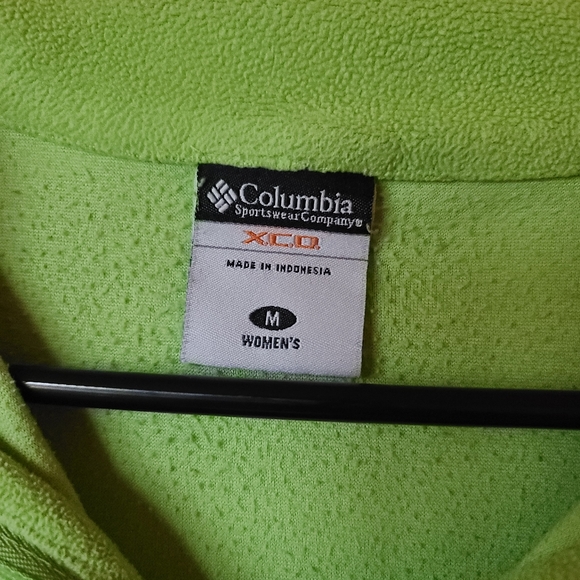 Columbia
Sportswear Company®
XCO
MADE IN INDONESIA
M
WOMEN'S